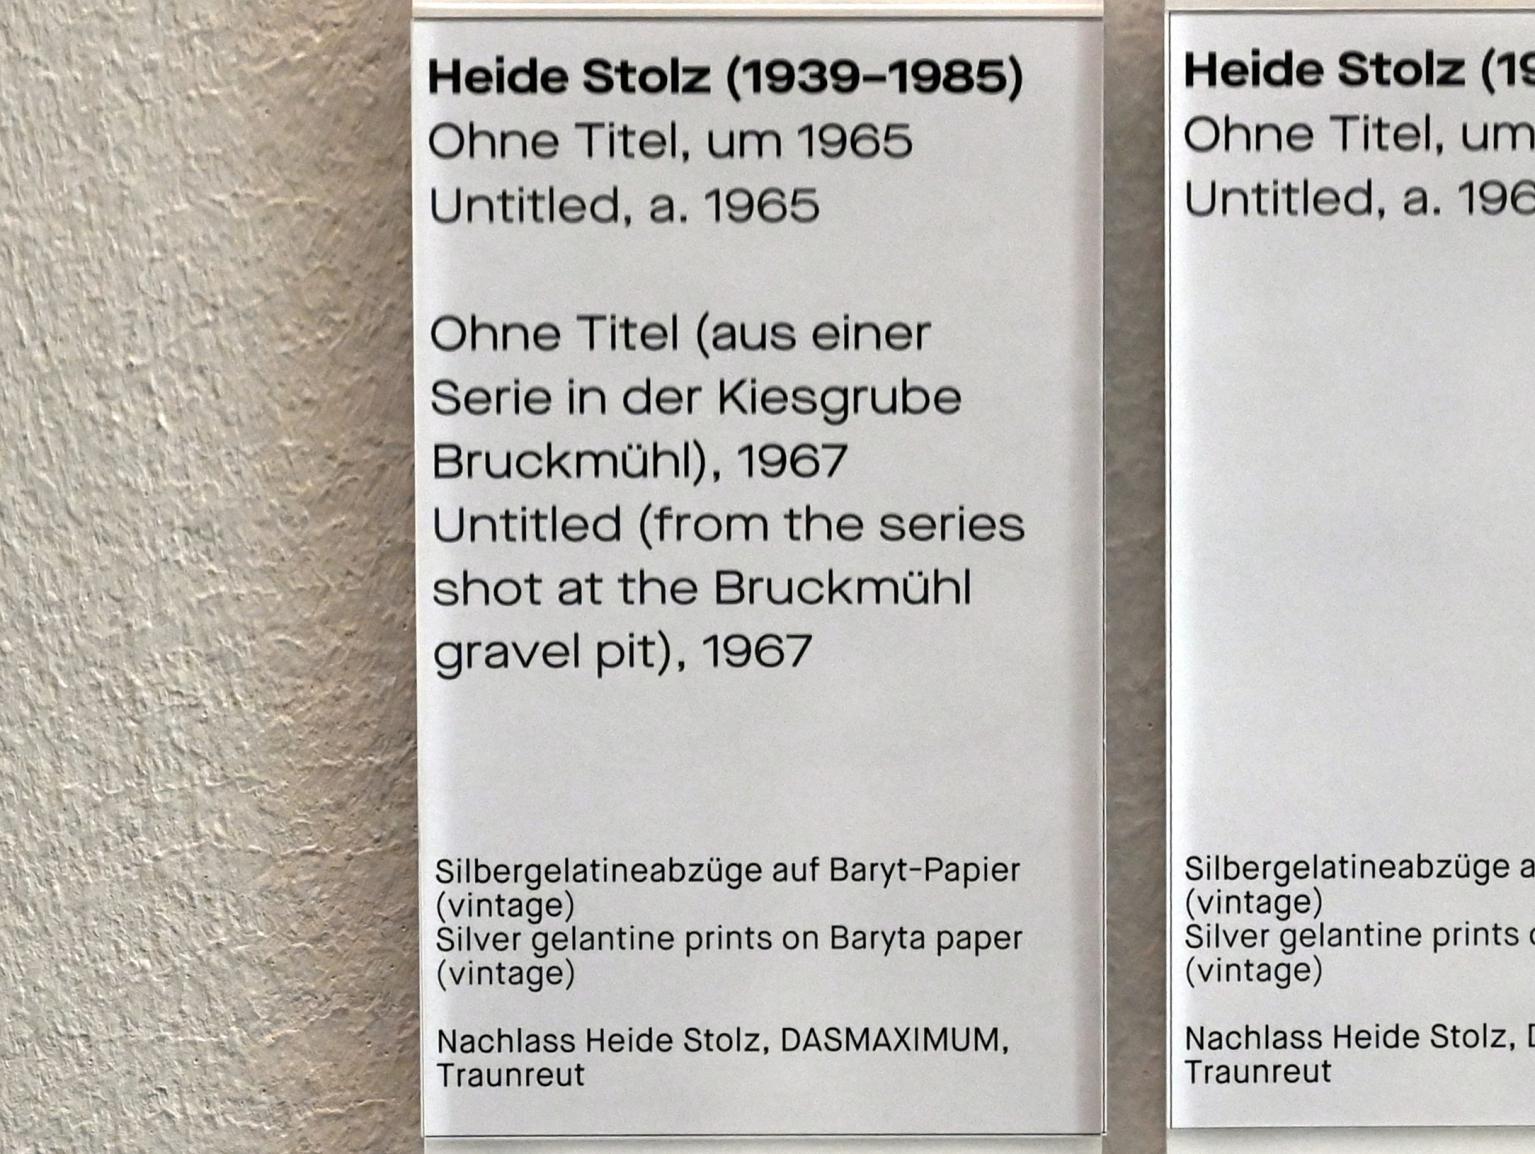 Heide Stolz (1939–1985)
Ohne Titel, um 1965
Untitled, a. 1965
Ohne Titel (aus einer
Serie in der Kiesgrube
Bruckmühl), 1967
Untitled (from the series
shot at the Bruckmühl
gravel pit), 1967
Silbergelatineabzüge auf Baryt-Papier
(vintage)
Silver gelantine prints on Baryta paper
(vintage)
Nachlass Heide Stolz, DASMAXIMUM,
Traunreut
Heide Stolz (19
Ohne Titel, um
Untitled, a. 196
Silbergelatineabzüge a
(vintage)
Silver gelantine prints
(vintage)
Nachlass Heide Stolz,
Traunreut